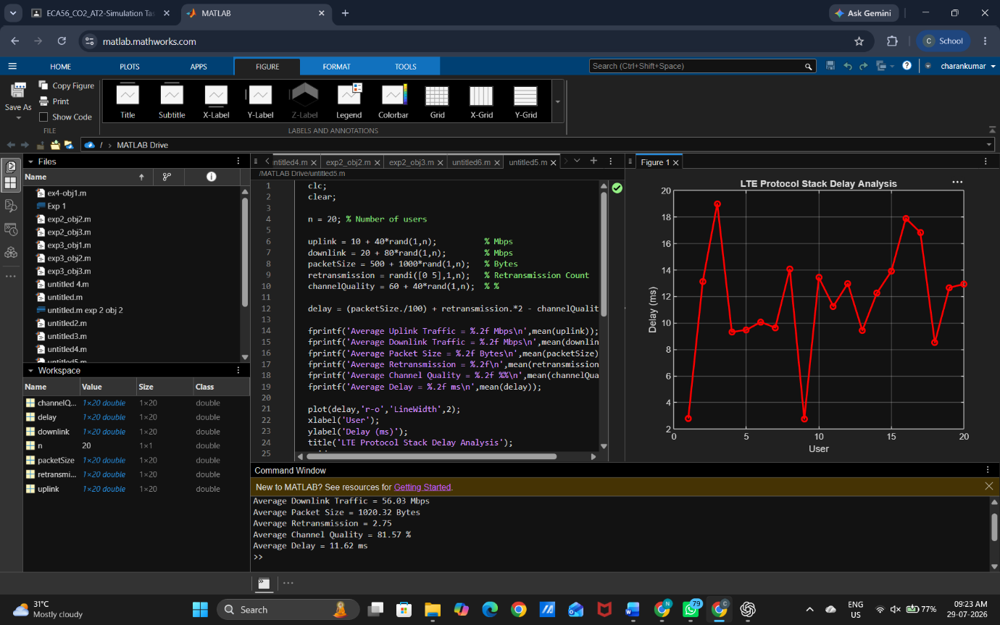 ECA56_CO2_AT2-Simulation Tas
MATLAB
Ask Gemini
matlab.mathworks.com
C School
HOME
PLOTS
APPS
FIGURE
FORMAT
TOOLS
Search (Ctrl+Shift+Space)
charankumar
Save As
Copy Figure
Print
Show Code
FILE
Title
Subtitle
X-Label
Y-Label
Z-Label
Legend
Colorbar
Grid
X-Grid
Y-Grid
LABELS AND ANNOTATIONS
/ > MATLAB Drive
Files
Name
ex4-obj1.m
Exp 1
exp2_obj2.m
exp2_obj3.m
exp3_obj1.m
exp3_obj2.m
exp3_obj3.m
untitled 4.m
untitled.m
untitled.m exp 2 obj 2
untitled2.m
untitled3.m
untitled4.m
untitled5.m
Workspace
Name Value Size Class
channelQ... 1×20 double 1×20 double
delay 1×20 double 1×20 double
downlink 1×20 double 1×20 double
n 20 1×1 double
packetSize 1×20 double 1×20 double
retransmi... 1×20 double 1×20 double
uplink 1×20 double 1×20 double
ntitled4.m
exp2_obj2.m
exp2_obj3.m
untitled6.m
untitled5.m
/MATLAB Drive/untitled5.m
1 clc;
2 clear;
3
4 n = 20; % Number of users
5
6 uplink = 10 + 40*rand(1,n); % Mbps
7 downlink = 20 + 80*rand(1,n); % Mbps
8 packetSize = 500 + 1000*rand(1,n); % Bytes
9 retransmission = randi([0 5],1,n); % Retransmission Count
10 channelQuality = 60 + 40*rand(1,n); % %
11
12 delay = (packetSize./100) + retransmission.*2 - channelQualit
13
14 fprintf('Average Uplink Traffic = %.2f Mbps\n',mean(uplink));
15 fprintf('Average Downlink Traffic = %.2f Mbps\n',mean(downlin
16 fprintf('Average Packet Size = %.2f Bytes\n',mean(packetSize)
17 fprintf('Average Retransmission = %.2f\n',mean(retransmission
18 fprintf('Average Channel Quality = %.2f %%\n',mean(channelQua
19 fprintf('Average Delay = %.2f ms\n',mean(delay));
20
21 plot(delay,'r-o','LineWidth',2);
22 xlabel('User');
23 ylabel('Delay (ms)');
24 title('LTE Protocol Stack Delay Analysis');
25
Figure 1
LTE Protocol Stack Delay Analysis
20
18
16
14
12
10
8
6
4
2
Delay (ms)
0 5 10 15 20
User
Command Window
New to MATLAB? See resources for Getting Started.
Average Downlink Traffic = 56.03 Mbps
Average Packet Size = 1020.32 Bytes
Average Retransmission = 2.75
Average Channel Quality = 81.57 %
Average Delay = 11.62 ms
>>
31°C
Mostly cloudy
Search
N
79
C
ENG
US
77%
09:23 AM
29-07-2026